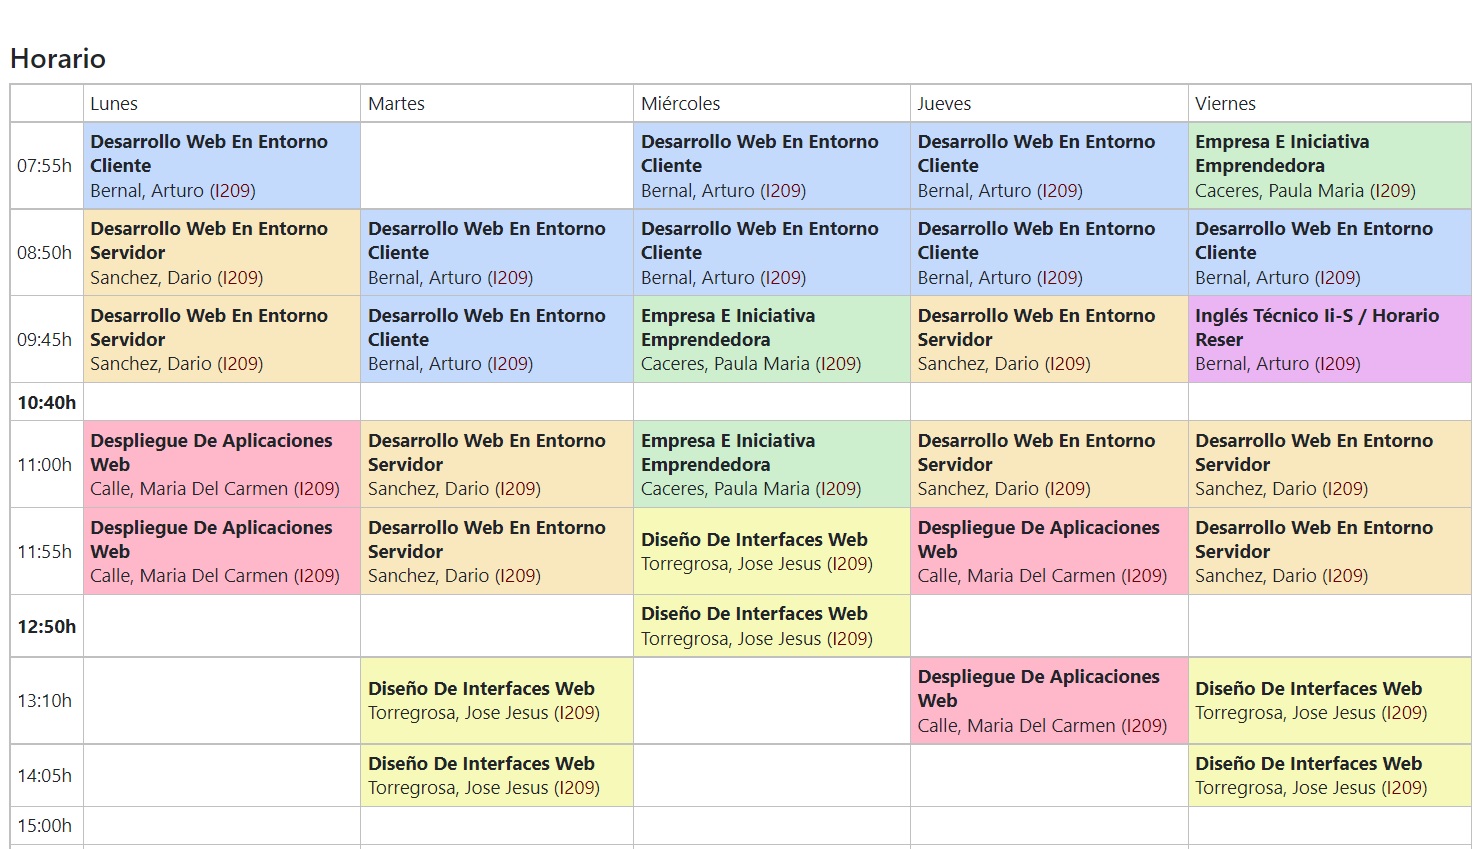 Horario
Lunes Martes Miércoles Jueves Viernes
07:55h
Desarrollo Web En Entorno
Cliente
Bernal, Arturo (I209)
Desarrollo Web En Entorno
Cliente
Bernal, Arturo (I209)
Desarrollo Web En Entorno
Cliente
Bernal, Arturo (I209)
Empresa E Iniciativa
Emprendedora
Caceres, Paula Maria (I209)
08:50h
Desarrollo Web En Entorno
Servidor
Sanchez, Dario (I209)
Desarrollo Web En Entorno
Cliente
Bernal, Arturo (I209)
Desarrollo Web En Entorno
Cliente
Bernal, Arturo (I209)
Desarrollo Web En Entorno
Cliente
Bernal, Arturo (I209)
Desarrollo Web En Entorno
Cliente
Bernal, Arturo (I209)
09:45h
Desarrollo Web En Entorno
Servidor
Sanchez, Dario (I209)
Desarrollo Web En Entorno
Cliente
Bernal, Arturo (I209)
Empresa E Iniciativa
Emprendedora
Caceres, Paula Maria (I209)
Desarrollo Web En Entorno
Servidor
Sanchez, Dario (I209)
Inglés Técnico Ii-S / Horario
Reser
Bernal, Arturo (I209)
10:40h
11:00h
Despliegue De Aplicaciones
Web
Calle, Maria Del Carmen (I209)
Desarrollo Web En Entorno
Servidor
Sanchez, Dario (I209)
Empresa E Iniciativa
Emprendedora
Caceres, Paula Maria (I209)
Desarrollo Web En Entorno
Servidor
Sanchez, Dario (I209)
Desarrollo Web En Entorno
Servidor
Sanchez, Dario (I209)
11:55h
Despliegue De Aplicaciones
Web
Calle, Maria Del Carmen (I209)
Desarrollo Web En Entorno
Servidor
Sanchez, Dario (I209)
Diseño De Interfaces Web
Torregrosa, Jose Jesus (I209)
Despliegue De Aplicaciones
Web
Calle, Maria Del Carmen (I209)
Desarrollo Web En Entorno
Servidor
Sanchez, Dario (I209)
12:50h
Diseño De Interfaces Web
Torregrosa, Jose Jesus (I209)
13:10h
Diseño De Interfaces Web
Torregrosa, Jose Jesus (I209)
Despliegue De Aplicaciones
Web
Calle, Maria Del Carmen (I209)
Diseño De Interfaces Web
Torregrosa, Jose Jesus (I209)
14:05h
Diseño De Interfaces Web
Torregrosa, Jose Jesus (I209)
Diseño De Interfaces Web
Torregrosa, Jose Jesus (I209)
15:00h